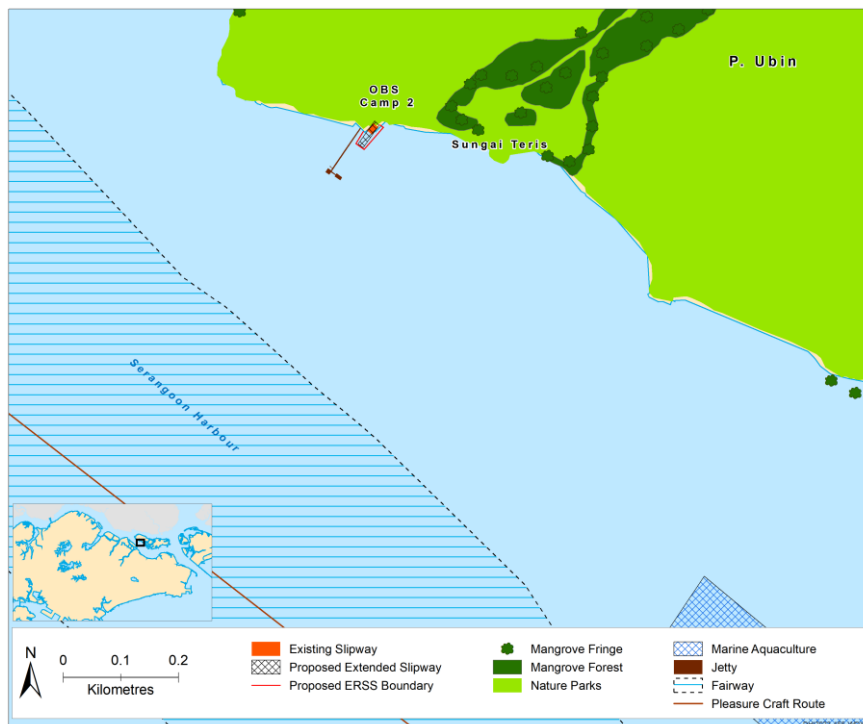 P. Ubin
OBS
Camp 2
Sungai Teris
Serangoon Harbour
0 0.1 0.2
Kilometres
N
Existing Slipway
Proposed Extended Slipway
Proposed ERSS Boundary
Mangrove Fringe
Mangrove Forest
Nature Parks
Marine Aquaculture
Jetty
Fairway
Pleasure Craft Route